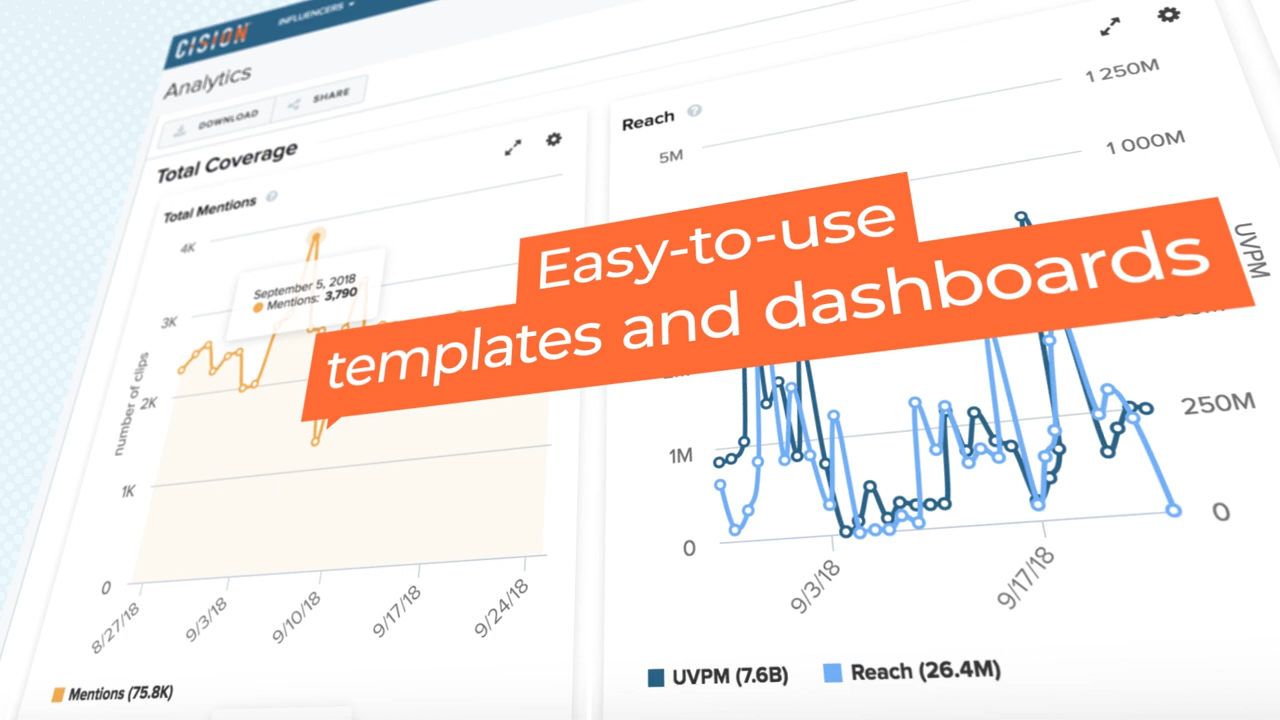 CISION
INFLUENCERS
Analytics
DOWNLOAD
SHARE
Total Coverage
Total Mentions
4K
3K
2K
1K
0
number of clips
September 5, 2018
Mentions: 3,790
8/27/18
9/3/18
9/10/18
9/17/18
9/24/18
Mentions (75.8K)
Reach
5M
1M
0
1 250M
1 000M
250M
0
UVPM
9/3/18
9/17/18
UVPM (7.6B)
Reach (26.4M)
Easy-to-use
templates and dashboards